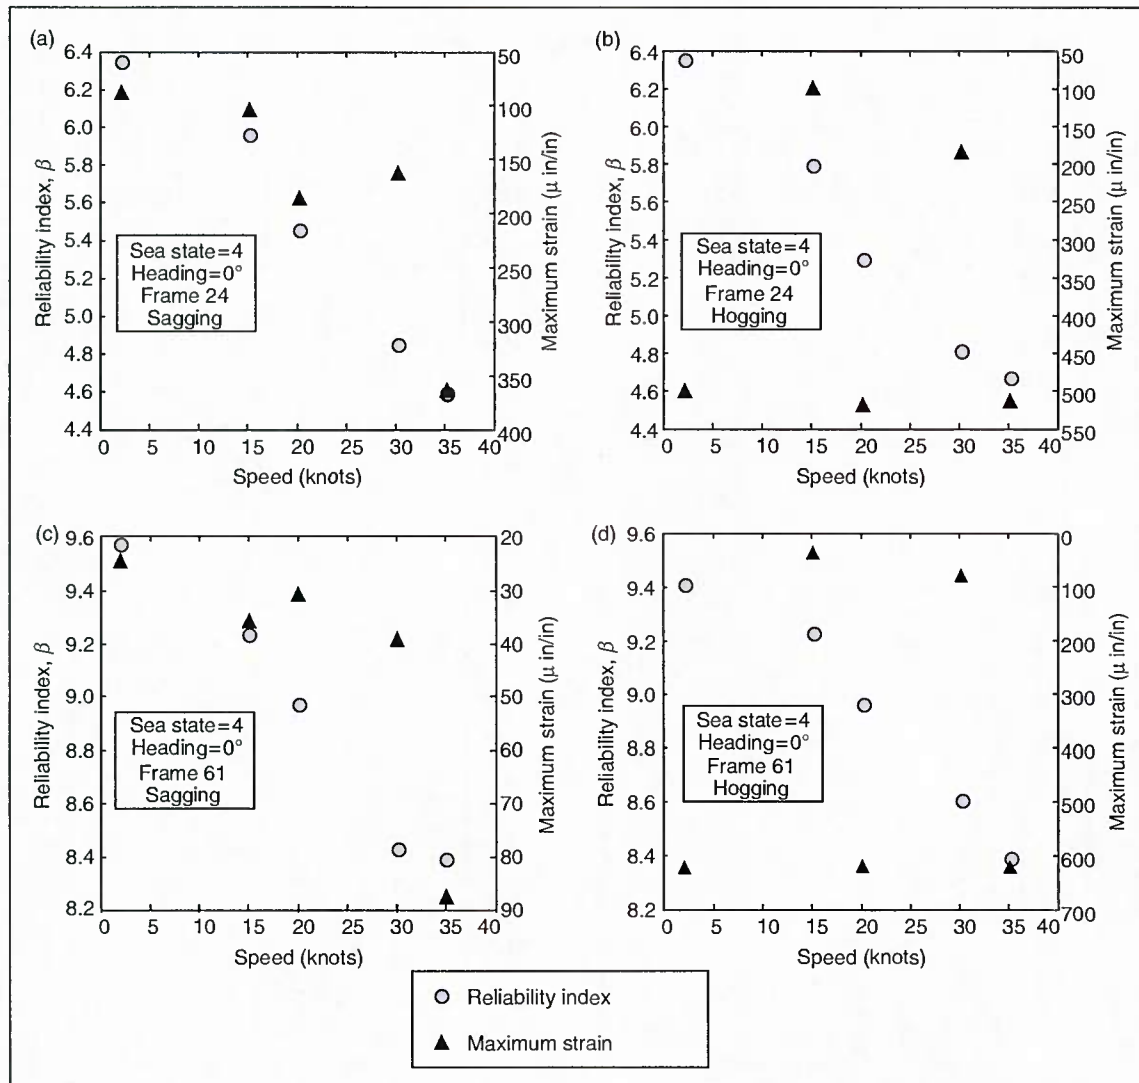 (a)
6.4
6.2
6.0
5.8
5.6
5.4
5.2
5.0
4.8
4.6
4.4
Reliability index, β
50
100
150
200
250
300
350
400
Maximum strain (μ in/in)
Sea state=4
Heading=0°
Frame 24
Sagging
0 5 10 15 20 25 30 35 40
Speed (knots)
(b)
6.4
6.2
6.0
5.8
5.6
5.4
5.2
5.0
4.8
4.6
4.4
Reliability index, β
50
100
150
200
250
300
350
400
450
500
550
Maximum strain (μ in/in)
Sea state=4
Heading=0°
Frame 24
Hogging
0 5 10 15 20 25 30 35 40
Speed (knots)
(c)
9.6
9.4
9.2
9.0
8.8
8.6
8.4
8.2
Reliability index, β
20
30
40
50
60
70
80
90
Maximum strain (μ in/in)
Sea state=4
Heading=0°
Frame 61
Sagging
0 5 10 15 20 25 30 35 40
Speed (knots)
(d)
9.6
9.4
9.2
9.0
8.8
8.6
8.4
8.2
Reliability index, β
0
100
200
300
400
500
600
700
Maximum strain (μ in/in)
Sea state=4
Heading=0°
Frame 61
Hogging
0 5 10 15 20 25 30 35 40
Speed (knots)
Reliability index
Maximum strain